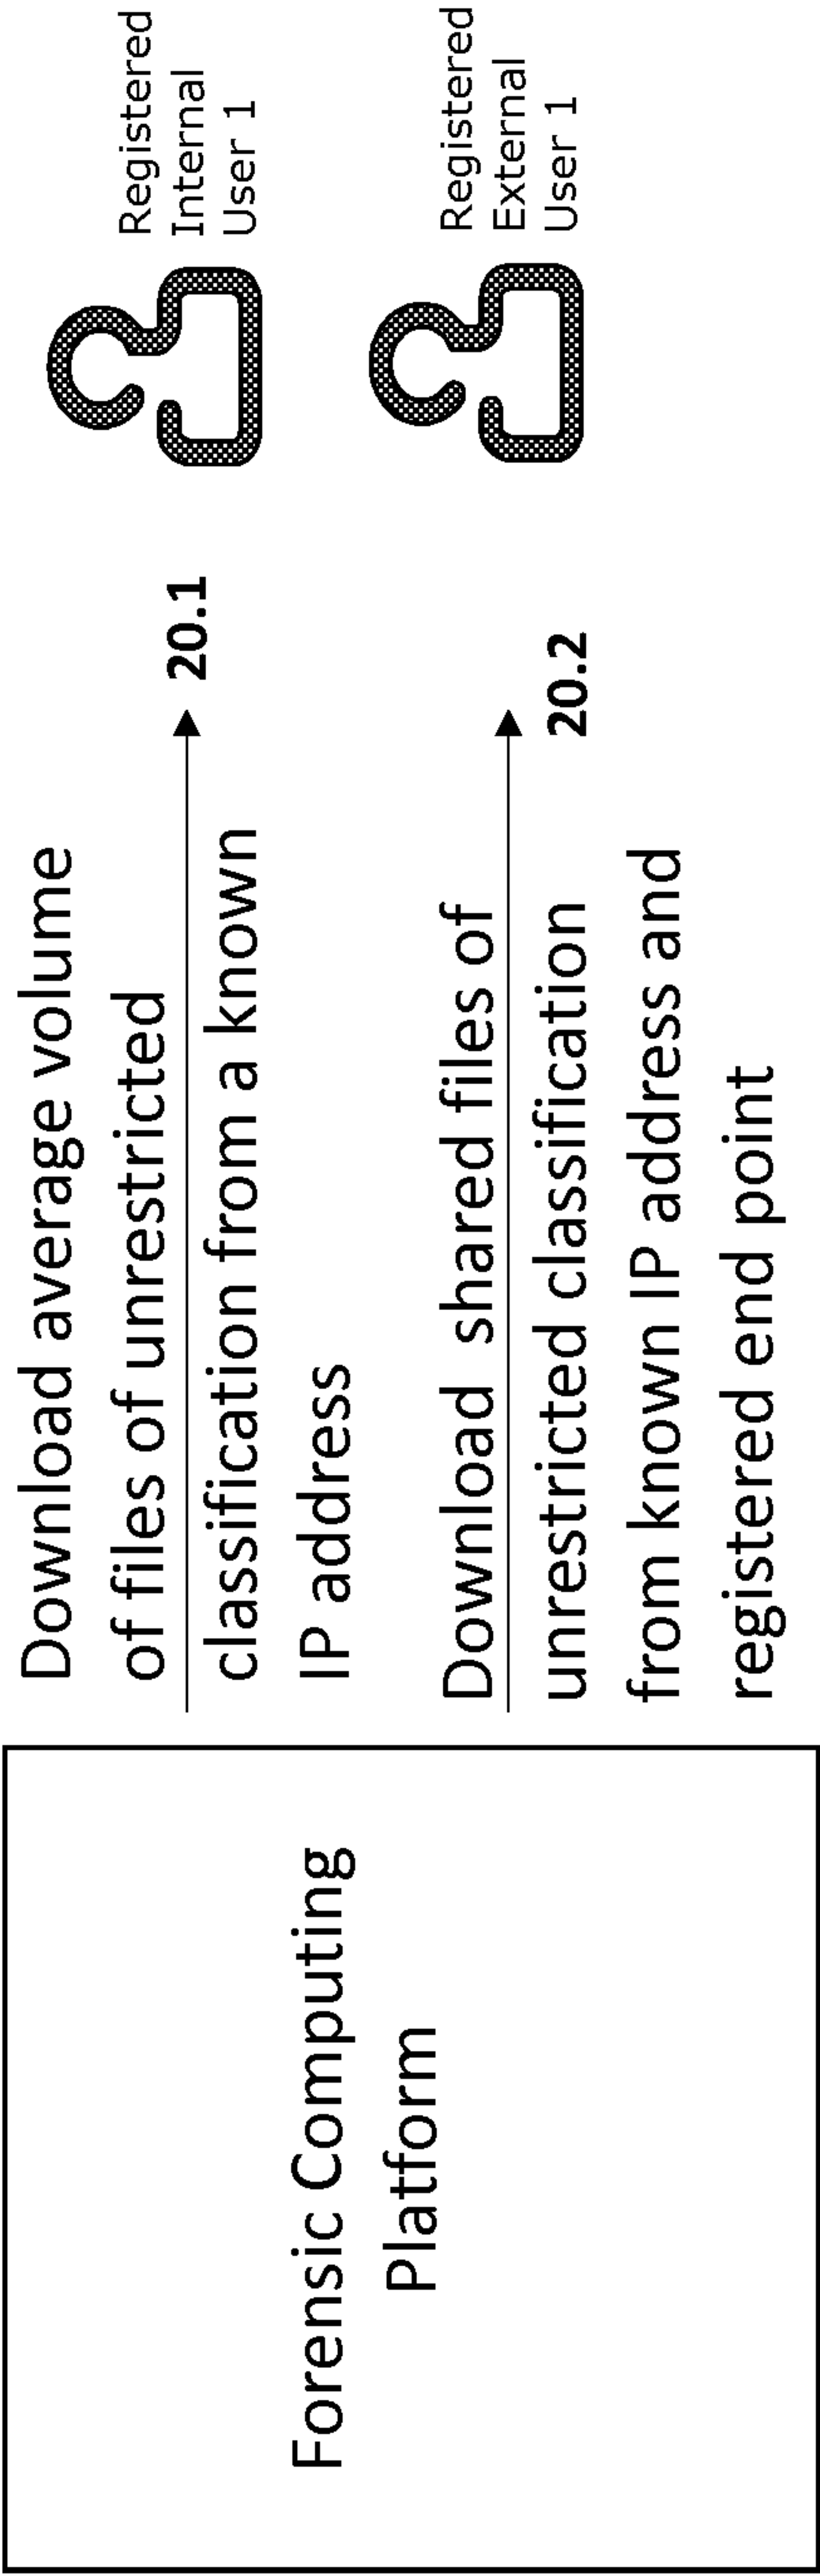 Forensic Computing
Platform
Download average volume
of files of unrestricted
classification from a known
IP address
20.1
Registered
Internal
User 1
Download shared files of
unrestricted classification
from known IP address and
registered end point
20.2
Registered
External
User 1